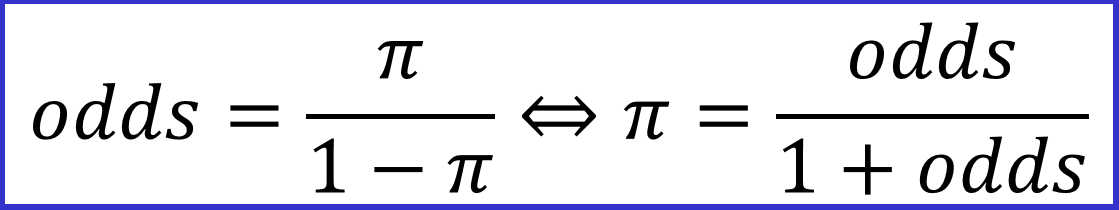 odds = π / (1 − π) ⇔ π = odds / (1 + odds)